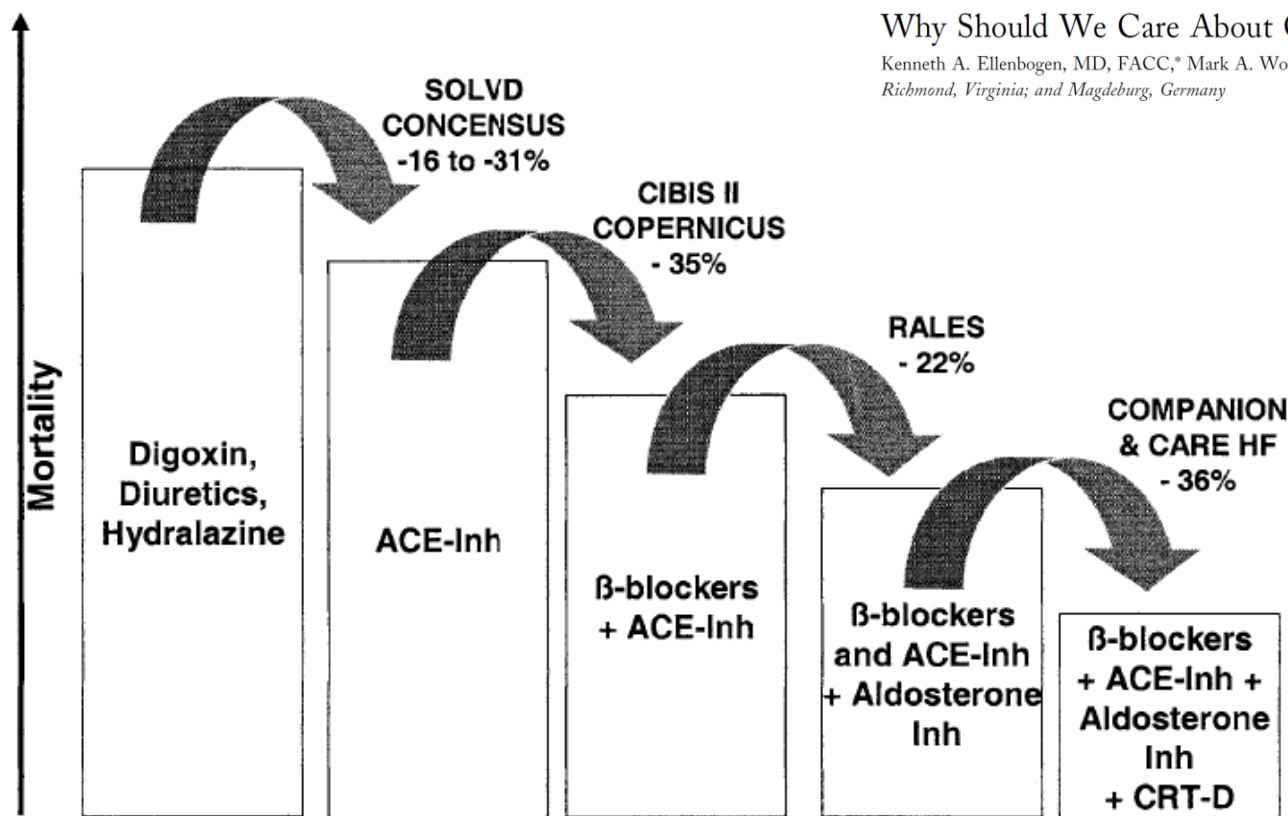 Why Should We Care About
Kenneth A. Ellenbogen, MD, FACC,* Mark A.
Richmond, Virginia; and Magdeburg, Germany
SOLVD
CONCENSUS
-16 to -31%
CIBIS II
COPERNICUS
- 35%
RALES
- 22%
COMPANION
& CARE HF
- 36%
Mortality
Digoxin,
Diuretics,
Hydralazine
ACE-Inh
ß-blockers
+ ACE-Inh
ß-blockers
and ACE-Inh
+ Aldosterone
Inh
ß-blockers
+ ACE-Inh +
Aldosterone
Inh
+ CRT-D